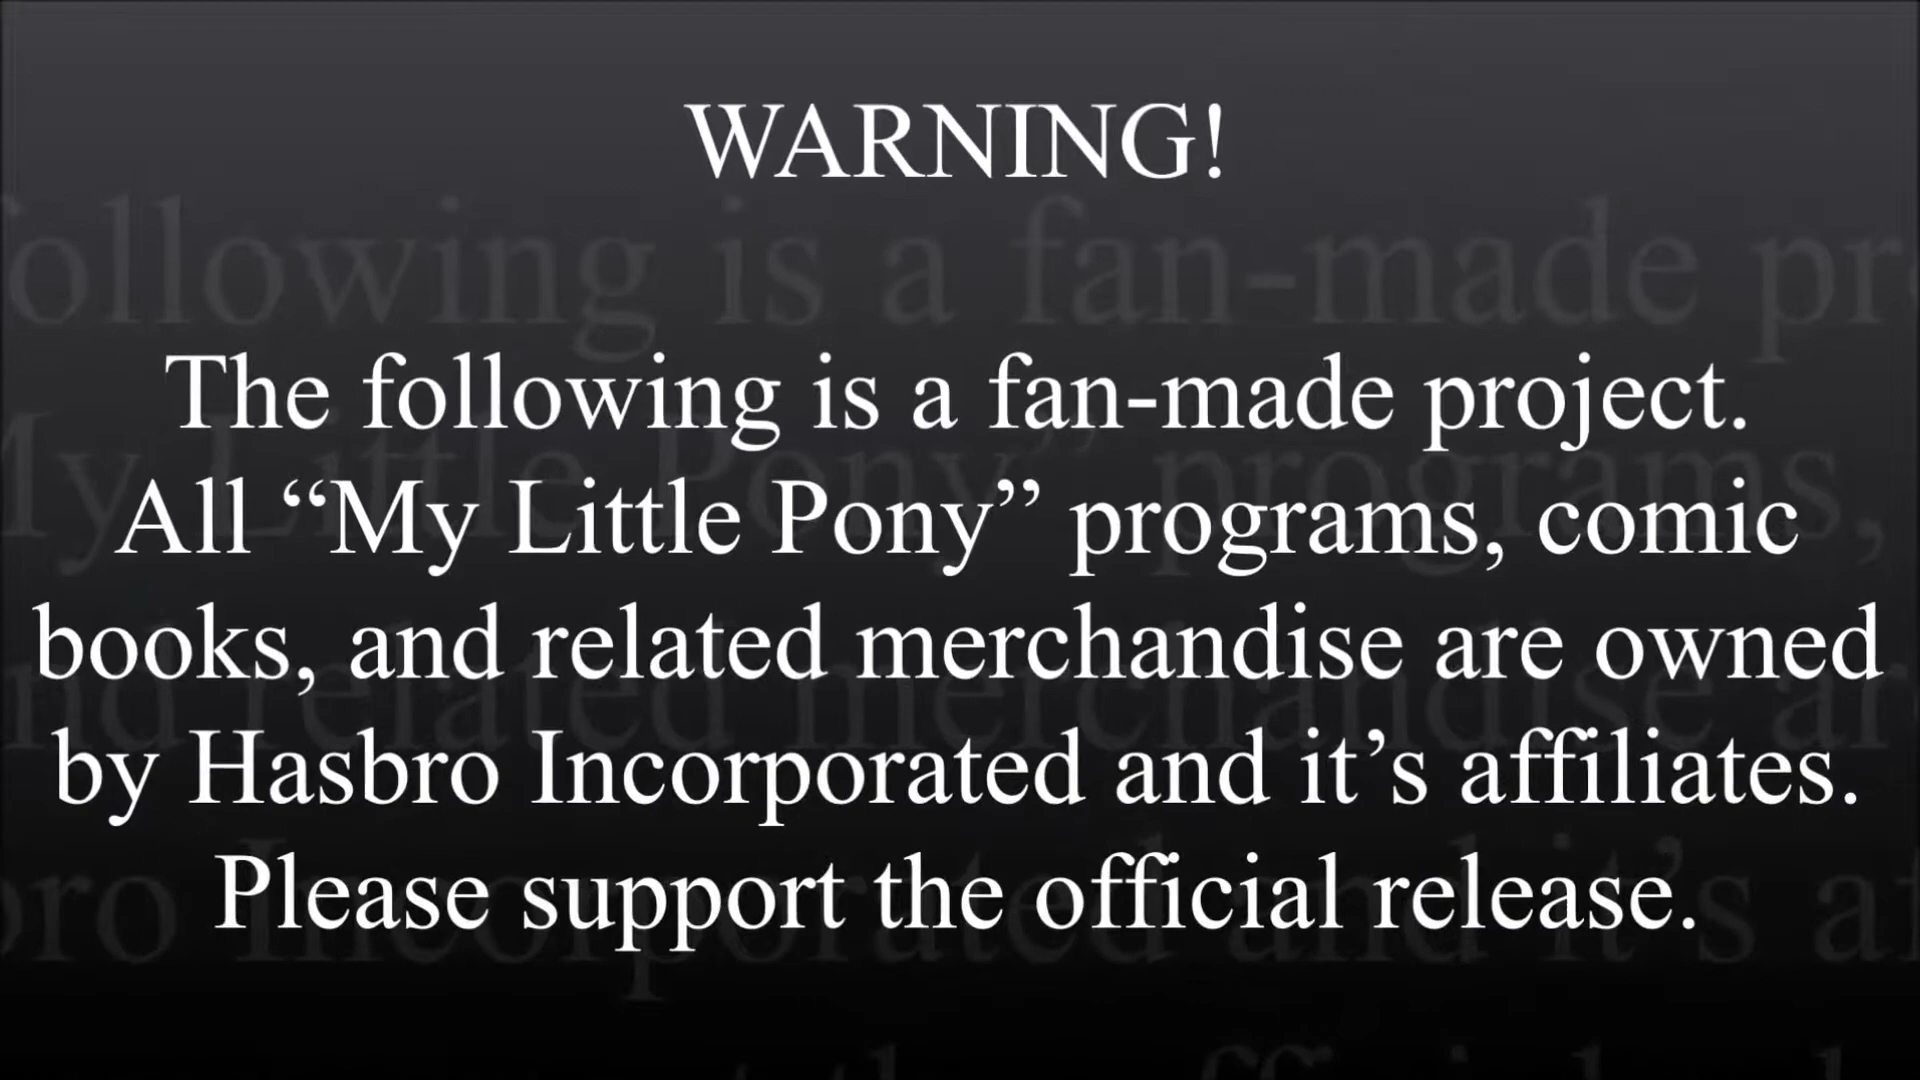 WARNING!
The following is a fan-made project.
All “My Little Pony” programs, comic
books, and related merchandise are owned
by Hasbro Incorporated and it’s affiliates.
Please support the official release.